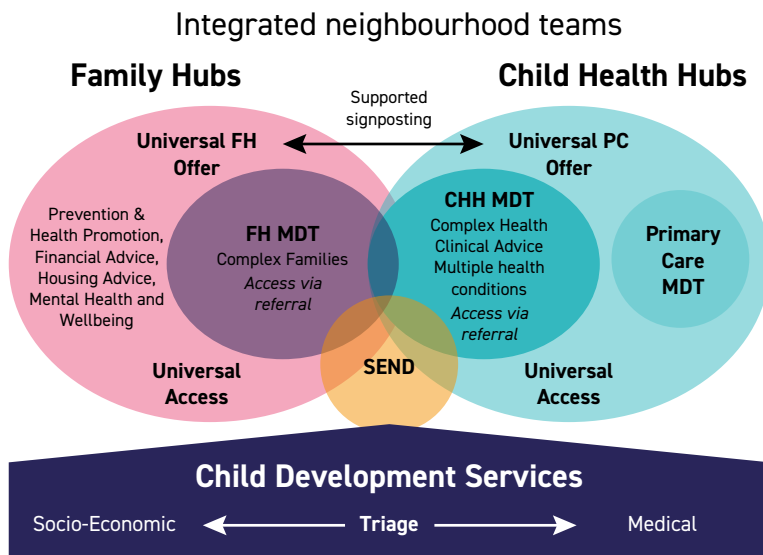 Integrated neighbourhood teams
Family Hubs
Child Health Hubs
Supported
signposting
Universal FH
Offer
Universal PC
Offer
Prevention &
Health Promotion,
Financial Advice,
Housing Advice,
Mental Health and
Wellbeing
FH MDT
Complex Families
Access via
referral
CHH MDT
Complex Health
Clinical Advice
Multiple health
conditions
Access via
referral
Primary
Care
MDT
SEND
Universal
Access
Universal
Access
Child Development Services
Socio-Economic
Triage
Medical